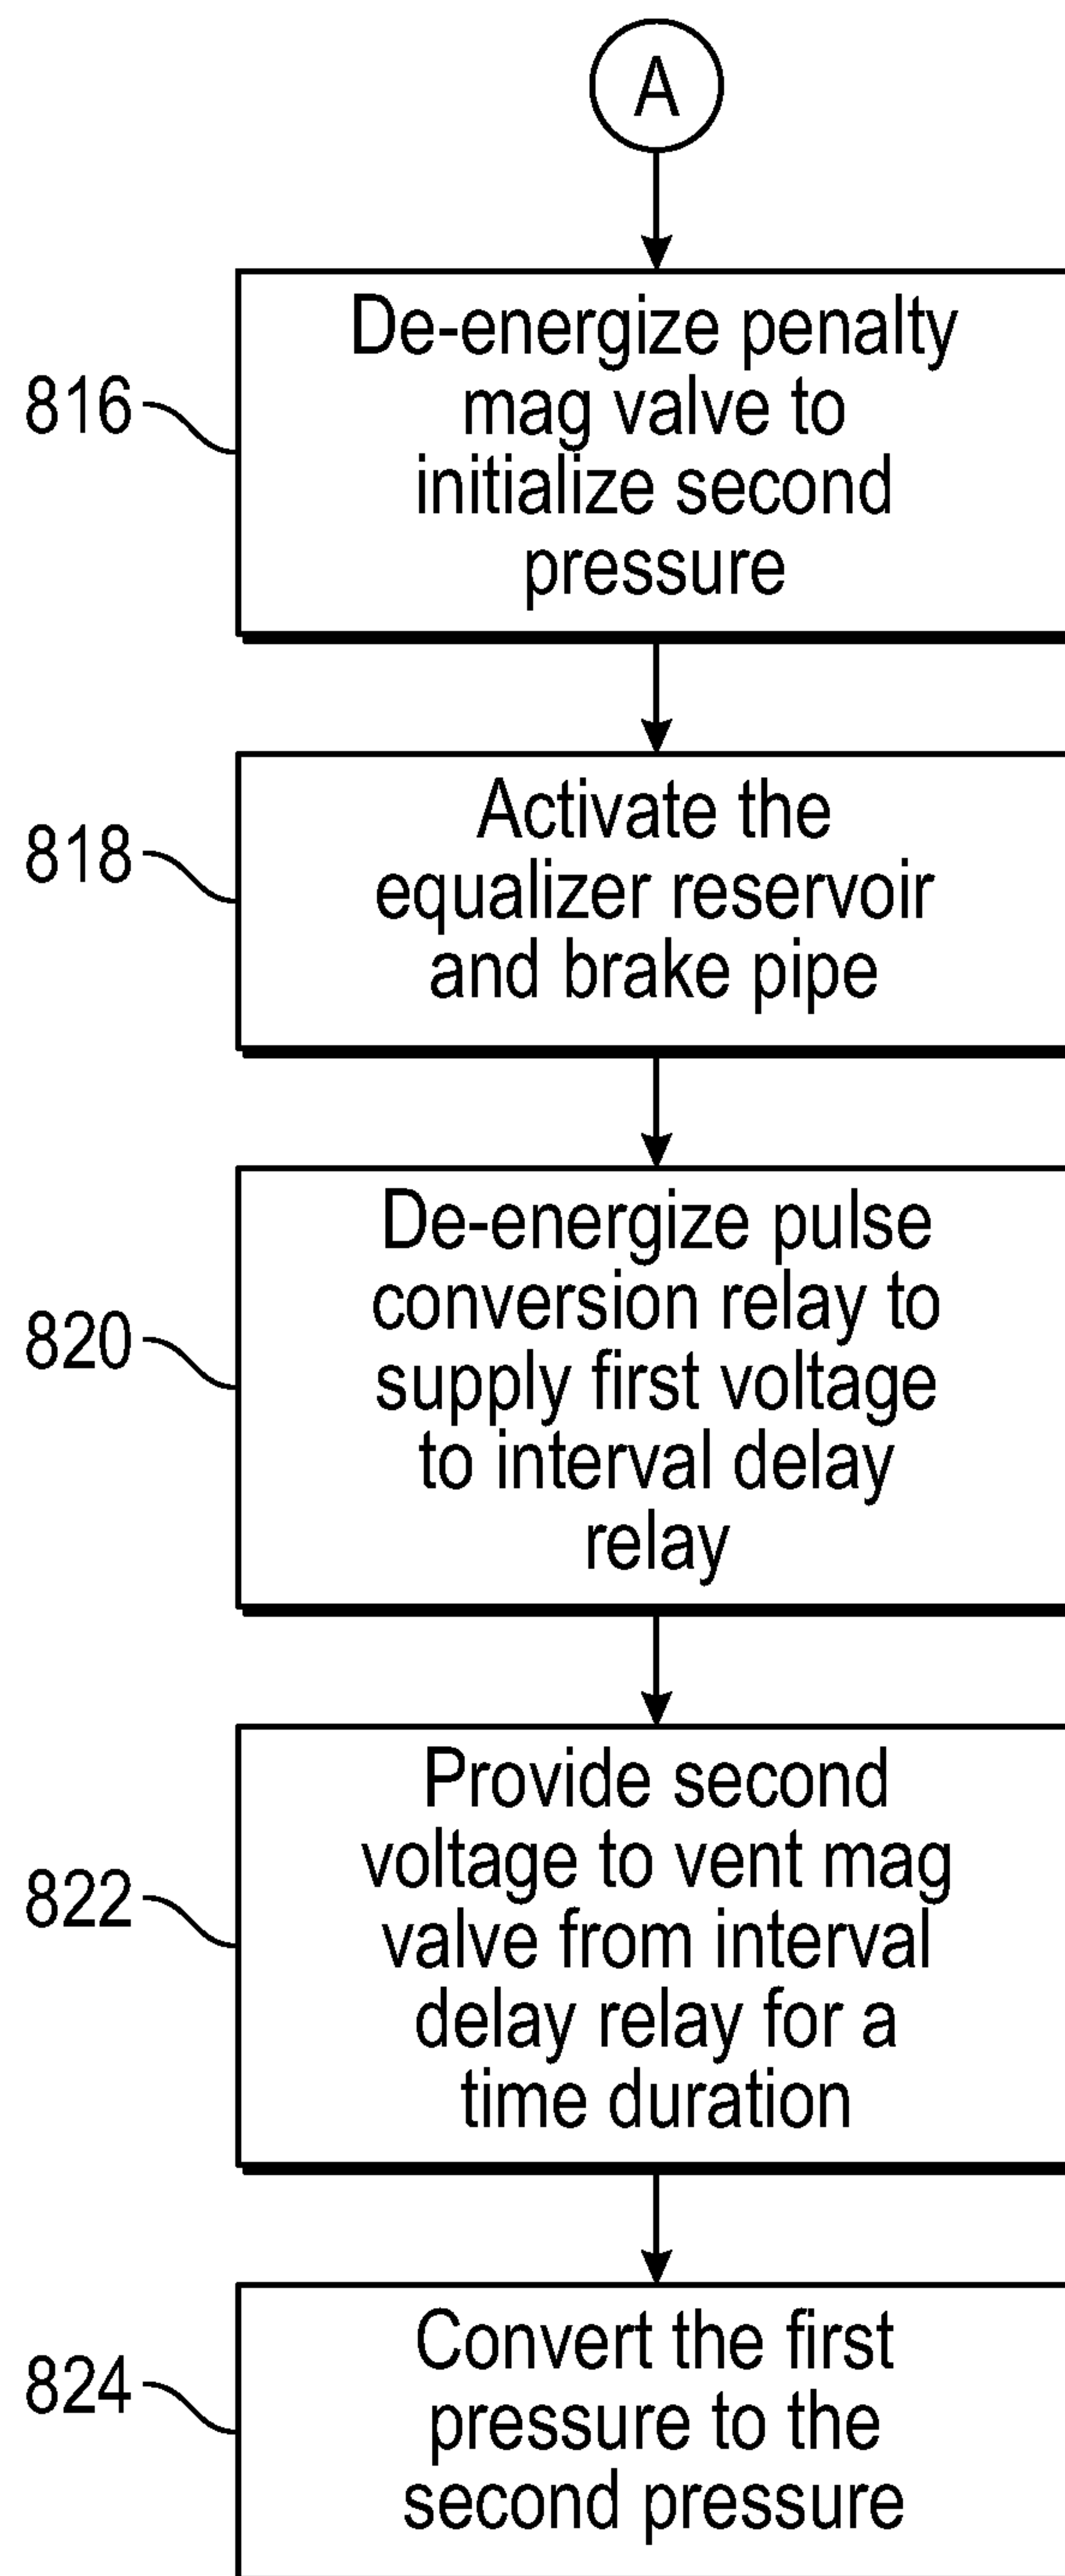 A
De-energize penalty
mag valve to
initialize second
pressure
816
Activate the
equalizer reservoir
and brake pipe
818
De-energize pulse
conversion relay to
supply first voltage
to interval delay
relay
820
Provide second
voltage to vent mag
valve from interval
delay relay for a
time duration
822
Convert the first
pressure to the
second pressure
824